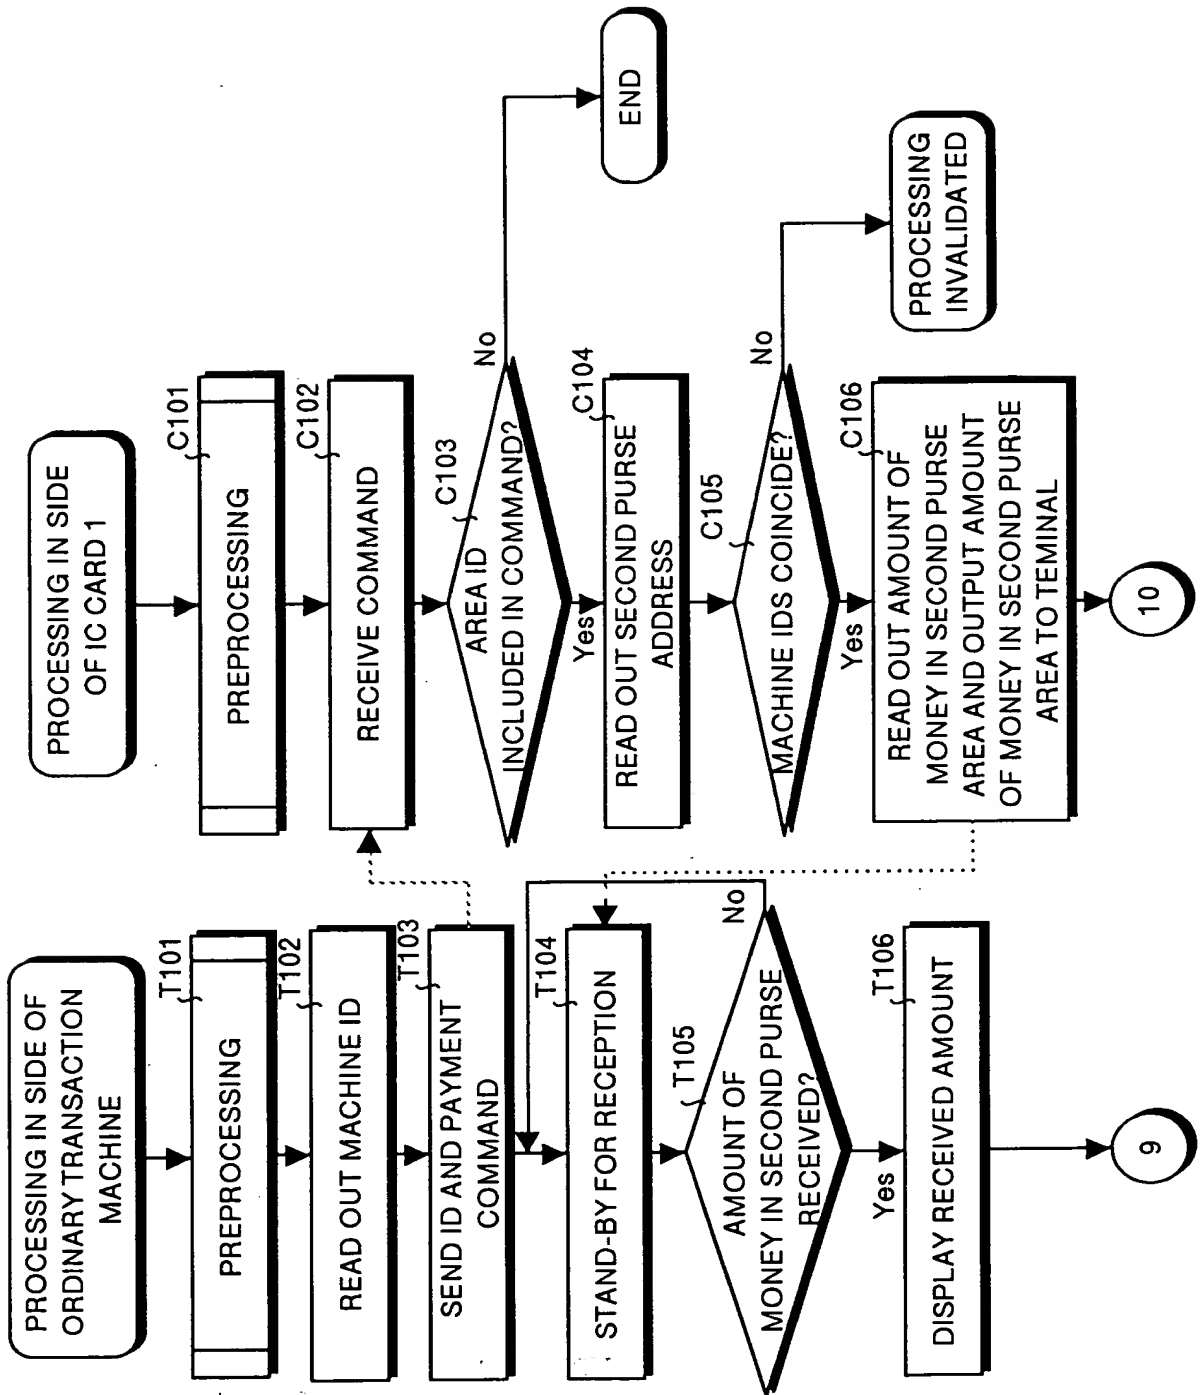 PROCESSING IN SIDE OF
ORDINARY TRANSACTION
MACHINE
T101
PREPROCESSING
T102
READ OUT MACHINE ID
T103
SEND ID AND PAYMENT
COMMAND
T104
STAND-BY FOR RECEPTION
T105
AMOUNT OF
MONEY IN SECOND PURSE
RECEIVED?
No
Yes
T106
DISPLAY RECEIVED AMOUNT
9
PROCESSING IN SIDE
OF IC CARD 1
C101
PREPROCESSING
C102
RECEIVE COMMAND
C103
AREA ID
INCLUDED IN COMMAND?
No
END
Yes
C104
READ OUT SECOND PURSE
ADDRESS
C105
MACHINE IDS COINCIDE?
No
PROCESSING
INVALIDATED
Yes
C106
READ OUT AMOUNT OF
MONEY IN SECOND PURSE
AREA AND OUTPUT AMOUNT
OF MONEY IN SECOND PURSE
AREA TO TEMINAL
10